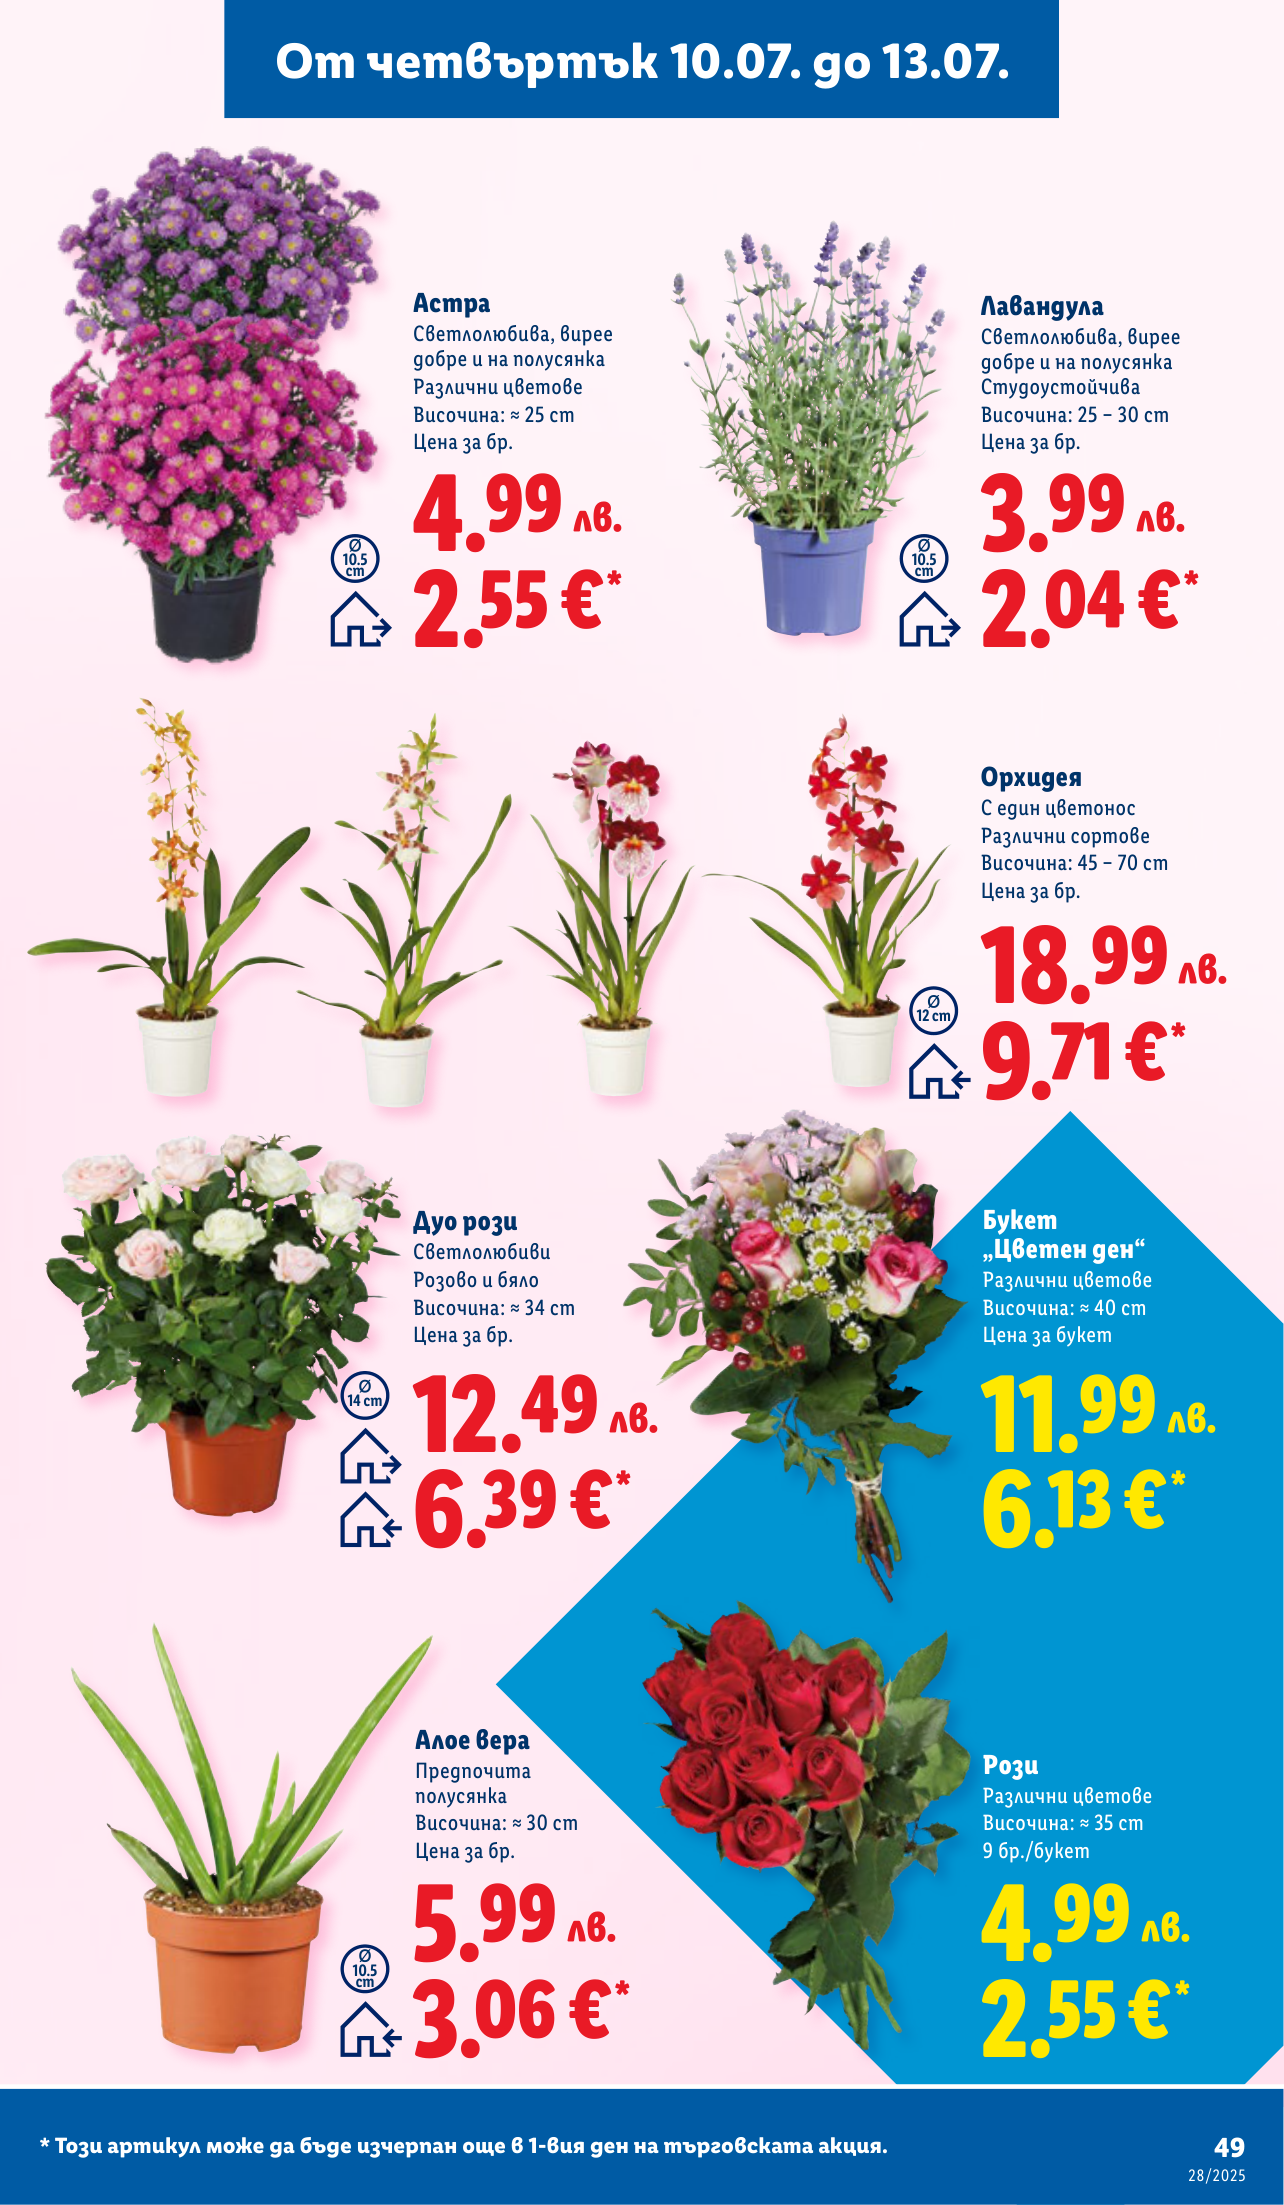 От четвъртък 10.07. до 13.07.
Астра
Светлолюбива, вирее
добре и на полусянка
Различни цветове
Височина: ≈ 25 cm
Цена за бр.
4.99 лв.
2.55 €*
Ø
10.5
cm
Лавандула
Светлолюбива, вирее
добре и на полусянка
Студоустойчива
Височина: 25 – 30 cm
Цена за бр.
3.99 лв.
2.04 €*
Ø
10.5
cm
Орхидея
С един цветонос
Различни сортове
Височина: 45 – 70 cm
Цена за бр.
18.99 лв.
9.71 €*
Ø
12 cm
Дуо рози
Светлолюбиви
Розово и бяло
Височина: ≈ 34 cm
Цена за бр.
12.49 лв.
6.39 €*
Ø
14 cm
Букет
„Цветен ден“
Различни цветове
Височина: ≈ 40 cm
Цена за букет
11.99 лв.
6.13 €*
Алое вера
Предпочита
полусянка
Височина: ≈ 30 cm
Цена за бр.
5.99 лв.
3.06 €*
Ø
10.5
cm
Рози
Различни цветове
Височина: ≈ 35 cm
9 бр./букет
4.99 лв.
2.55 €*
* Този артикул може да бъде изчерпан още в 1-вия ден на търговската акция.
49
28/2025